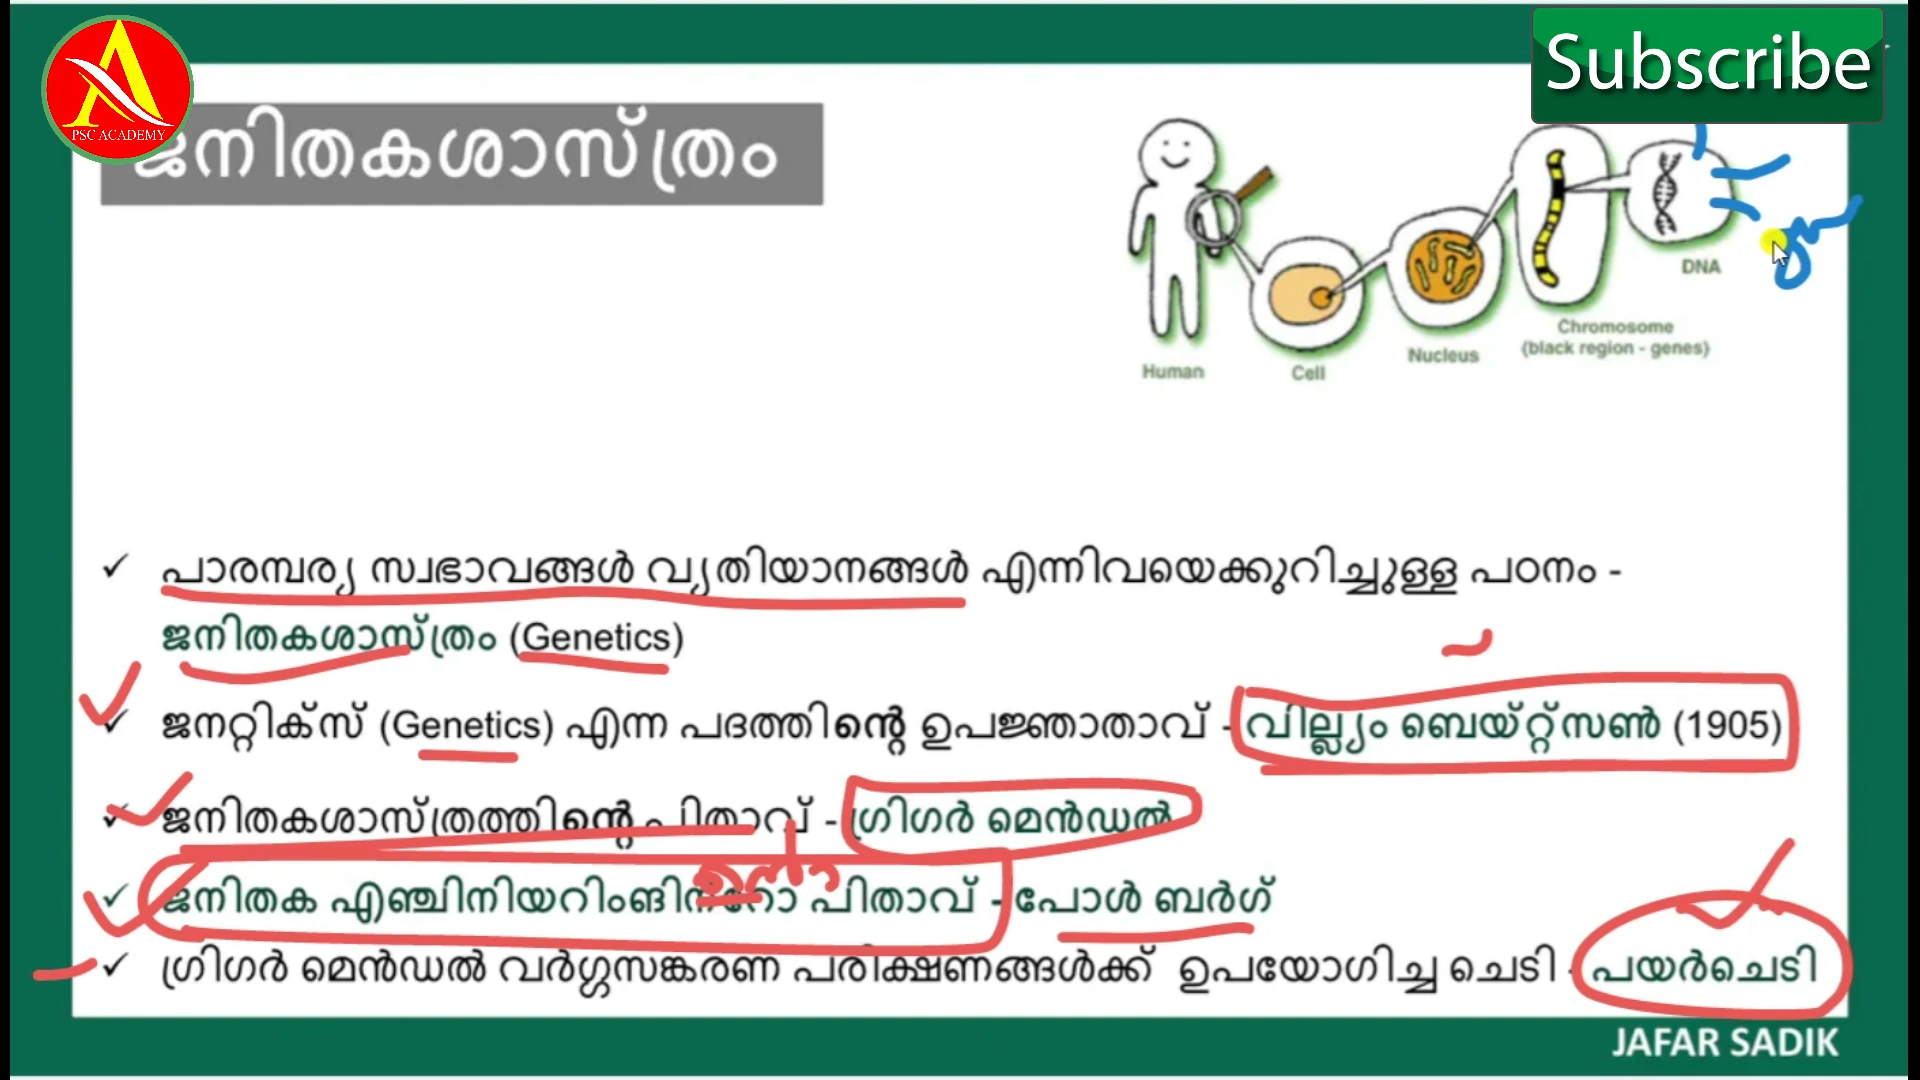 PSC ACADEMY
Subscribe
ജനിതകശാസ്ത്രം
DNA
Chromosome
(black region - genes)
Nucleus
Cell
Human
✓ പാരമ്പര്യ സ്വഭാവങ്ങൾ വ്യതിയാനങ്ങൾ എന്നിവയെക്കുറിച്ചുള്ള പഠനം -
ജനിതകശാസ്ത്രം (Genetics)
✓ ജനറ്റിക്സ് (Genetics) എന്ന പദത്തിന്റെ ഉപജ്ഞാതാവ് - വില്ല്യം ബെയ്റ്റ്സൺ (1905)
✓ ജനിതകശാസ്ത്രത്തിന്റെ പിതാവ് - ഗ്രിഗർ മെൻഡൽ
✓ ജനിതക എഞ്ചിനിയറിംങിന്റോ പിതാവ് - പോൾ ബർഗ്
✓ ഗ്രിഗർ മെൻഡൽ വർഗ്ഗസങ്കരണ പരീക്ഷണങ്ങൾക്ക് ഉപയോഗിച്ച ചെടി - പയർചെടി
JAFAR SADIK